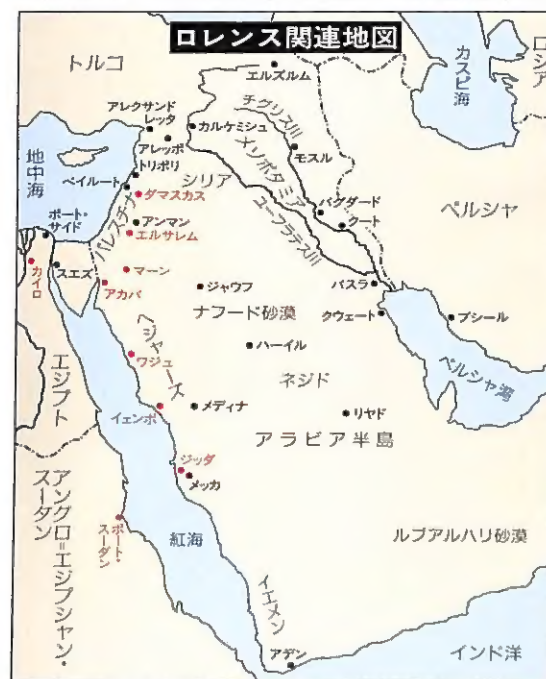 ロレンス関連地図
トルコ
エルズルム
カスピ海
ロシア
アレクサンド
レッタ
カルケミシュ
チグリス川
アレッポ
モスル
メソポタミア
地中海
トリポリ
シリア
ベイルート
ダマスカス
バグダード
ペルシャ
クート
ユーフラテス川
パレスチナ
アンマン
エルサレム
ポート・
サイド
カイロ
スエズ
マーン
アカバ
ジャウフ
バスラ
ナフード砂漠
クウェート
ブシール
ヘジャーズ
ワジュ
ハーイル
ネジド
ペルシャ湾
エジプト
イェンボ
メディナ
リヤド
アラビア半島
ジッダ
メッカ
アングロ=エジプシャン・
スーダン
ポート・
スーダン
紅海
ルブアルハリ砂漠
イエメン
アデン
インド洋